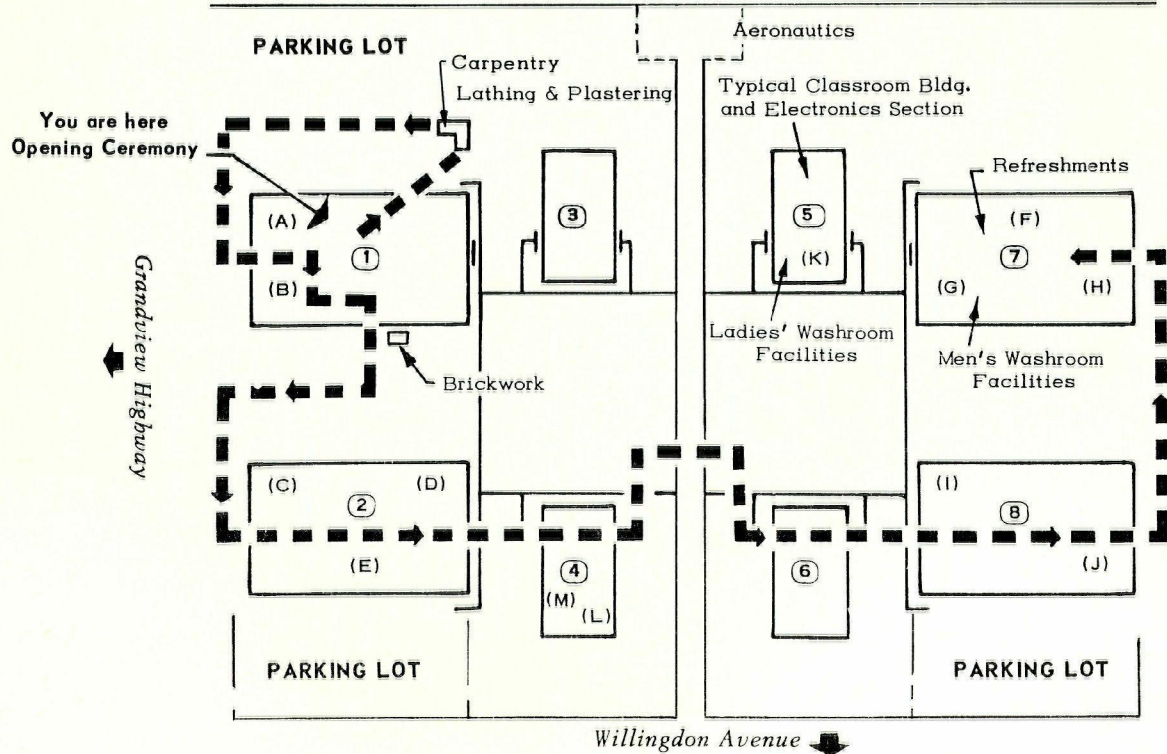 Aeronautics
PARKING LOT
Carpentry
Lathing & Plastering
Typical Classroom Bldg.
and Electronics Section
You are here
Opening Ceremony
Refreshments
(A)
(B)
1
3
5
(K)
(F)
7
(G)
(H)
Grandview Highway
Ladies' Washroom
Facilities
Men's Washroom
Facilities
Brickwork
(C)
(D)
2
(E)
4
(M)
(L)
6
(I)
8
(J)
PARKING LOT
PARKING LOT
Willingdon Avenue